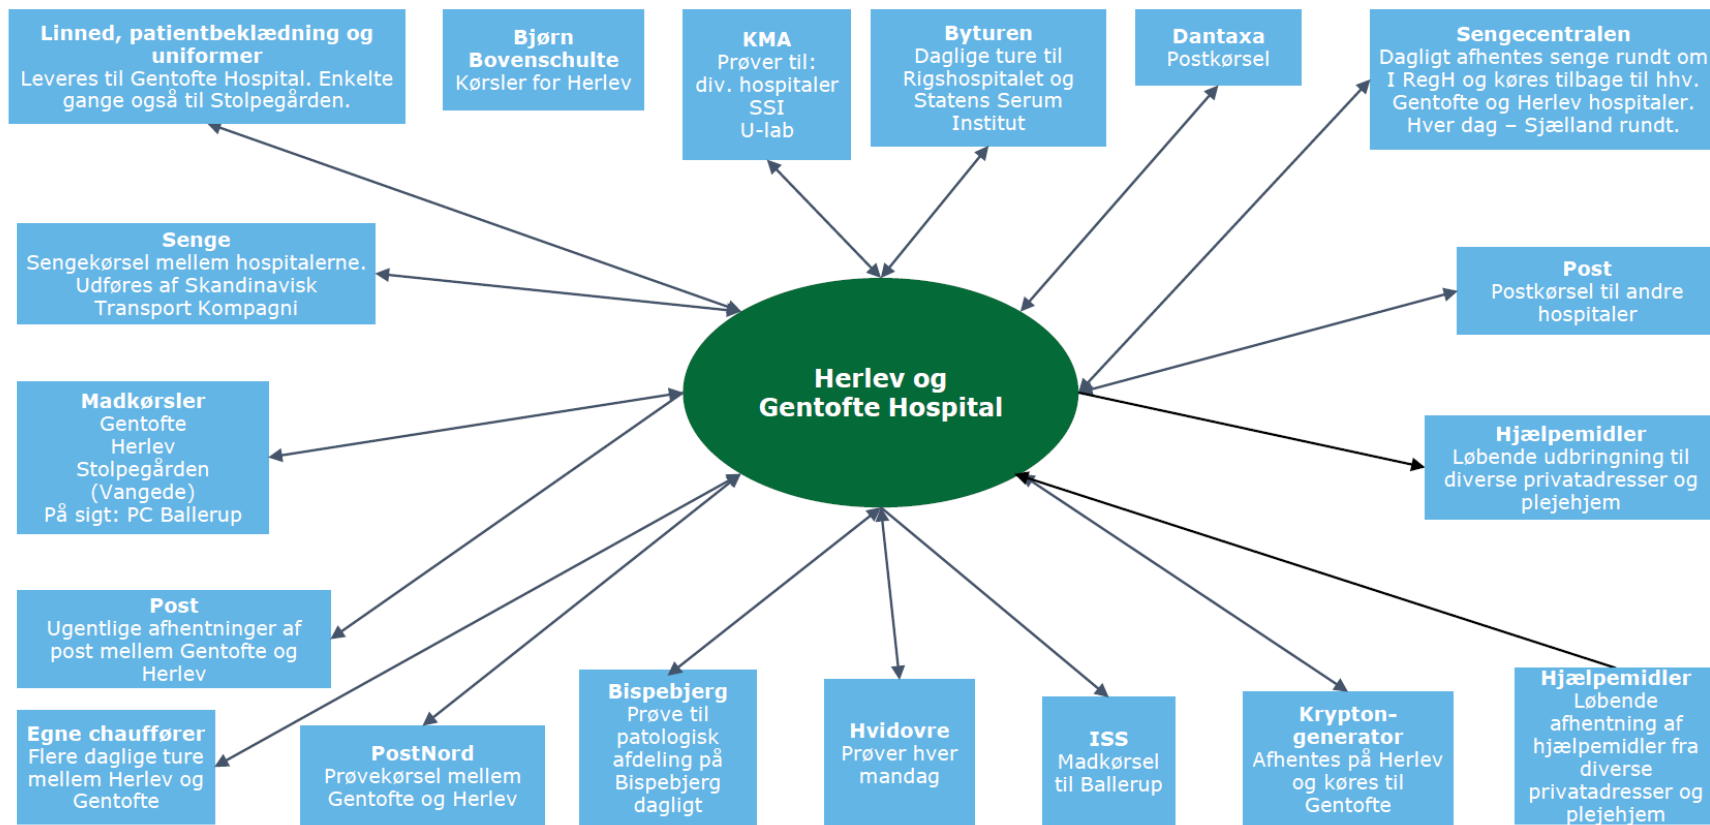 Linned, patientbeklædning og
uniformer
Leveres til Gentofte Hospital. Enkelte
gange også til Stolpegården.
Bjørn
Bovenschulte
Kørsler for Herlev
KMA
Prøver til:
div. hospitaler
SSI
U-lab
Byturen
Daglige ture til
Rigshospitalet og
Statens Serum
Institut
Dantaxa
Postkørsel
Sengecentralen
Dagligt afhentes senge rundt om
I RegH og køres tilbage til hhv.
Gentofte og Herlev hospitaler.
Hver dag – Sjælland rundt.
Senge
Sengekørsel mellem hospitalerne.
Udføres af Skandinavisk
Transport Kompagni
Post
Postkørsel til andre
hospitaler
Herlev og
Gentofte Hospital
Madkørsler
Gentofte
Herlev
Stolpegården
(Vangede)
På sigt: PC Ballerup
Hjælpemidler
Løbende udbringning til
diverse privatadresser og
plejehjem
Post
Ugentlige afhentninger af
post mellem Gentofte og
Herlev
Egne chauffører
Flere daglige ture
mellem Herlev og
Gentofte
PostNord
Prøvekørsel mellem
Gentofte og Herlev
Bispebjerg
Prøve til
patologisk
afdeling på
Bispebjerg
dagligt
Hvidovre
Prøver hver
mandag
ISS
Madkørsel
til Ballerup
Krypton-
generator
Afhentes på Herlev
og køres til
Gentofte
Hjælpemidler
Løbende
afhentning af
hjælpemidler fra
diverse
privatadresser og
plejehjem